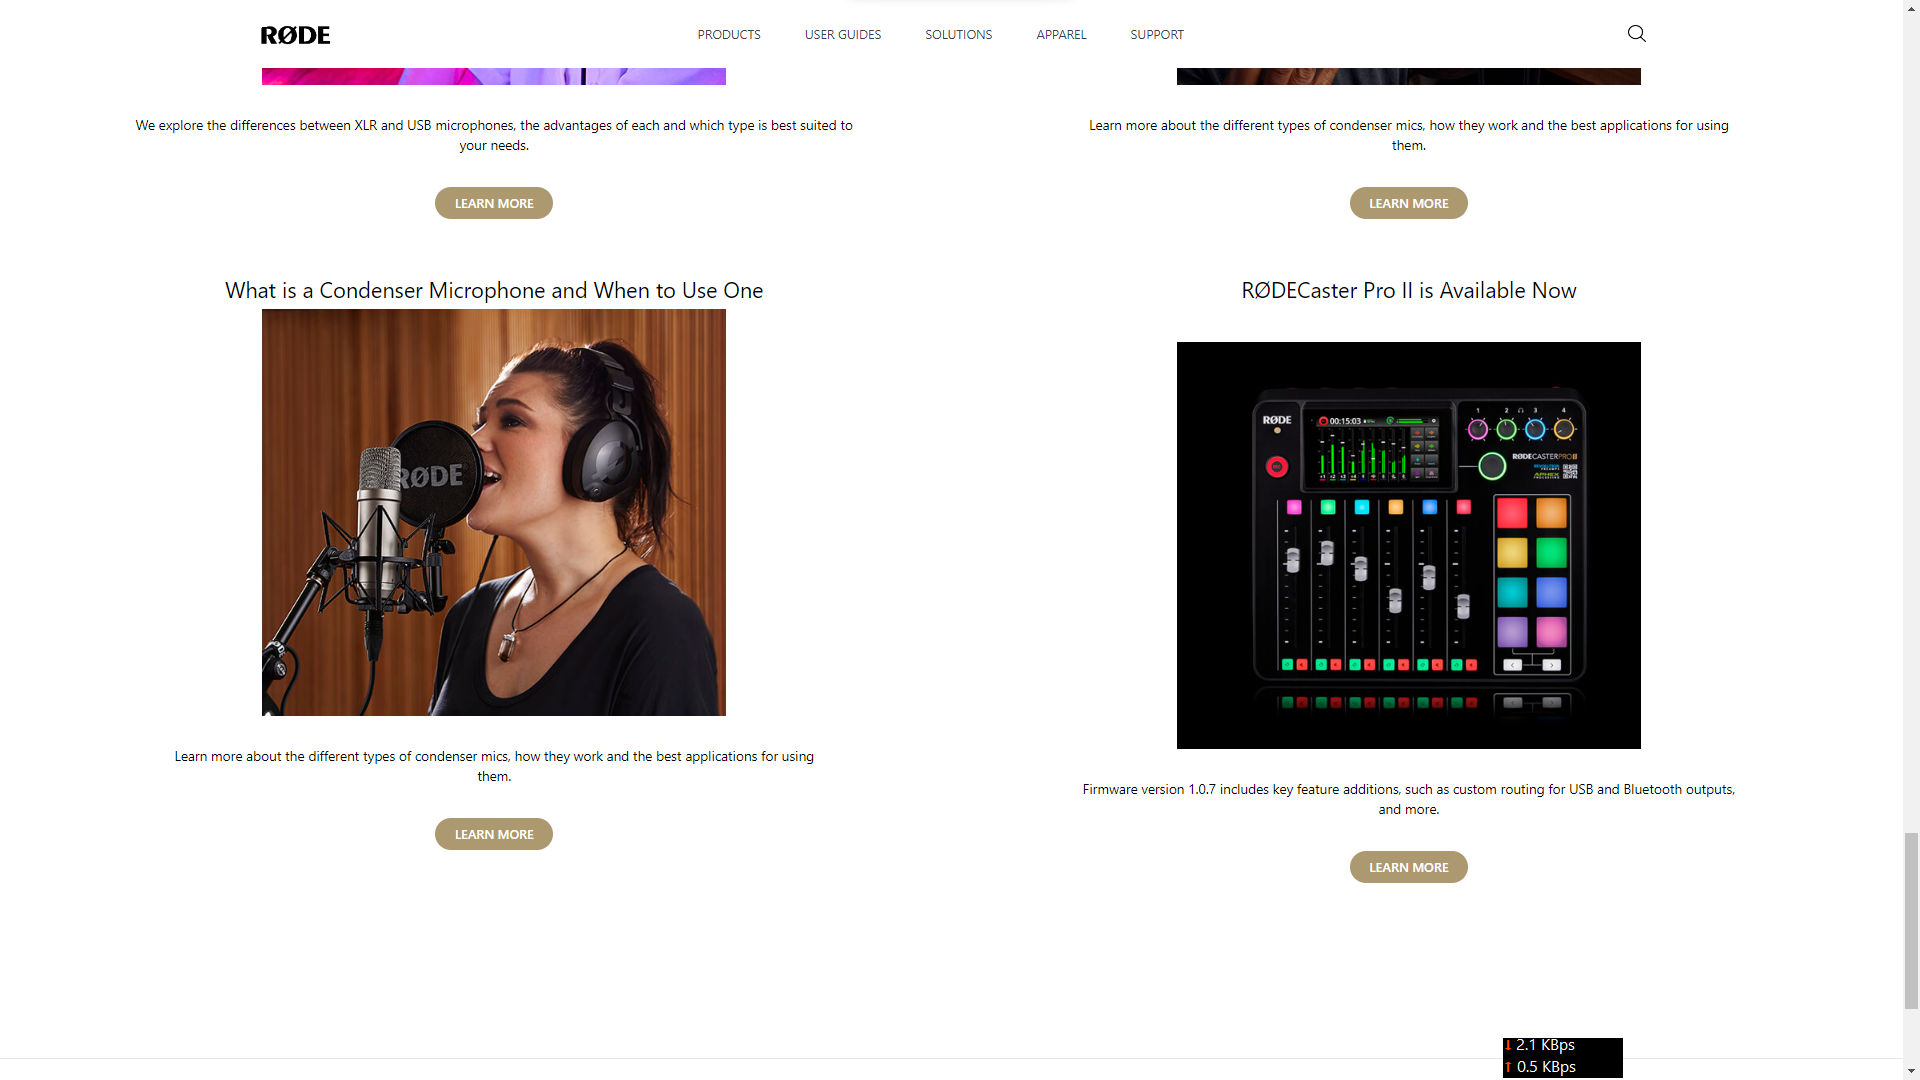 RØDE
PRODUCTS
USER GUIDES
SOLUTIONS
APPAREL
SUPPORT
We explore the differences between XLR and USB microphones, the advantages of each and which type is best suited to
your needs.
LEARN MORE
Learn more about the different types of condenser mics, how they work and the best applications for using
them.
LEARN MORE
What is a Condenser Microphone and When to Use One
RØDE
Learn more about the different types of condenser mics, how they work and the best applications for using
them.
LEARN MORE
RØDECaster Pro II is Available Now
RØDE
00:15:03
1 2 3 4
RØDECASTER PRO II
Firmware version 1.0.7 includes key feature additions, such as custom routing for USB and Bluetooth outputs,
and more.
LEARN MORE
2.1 KBps
0.5 KBps